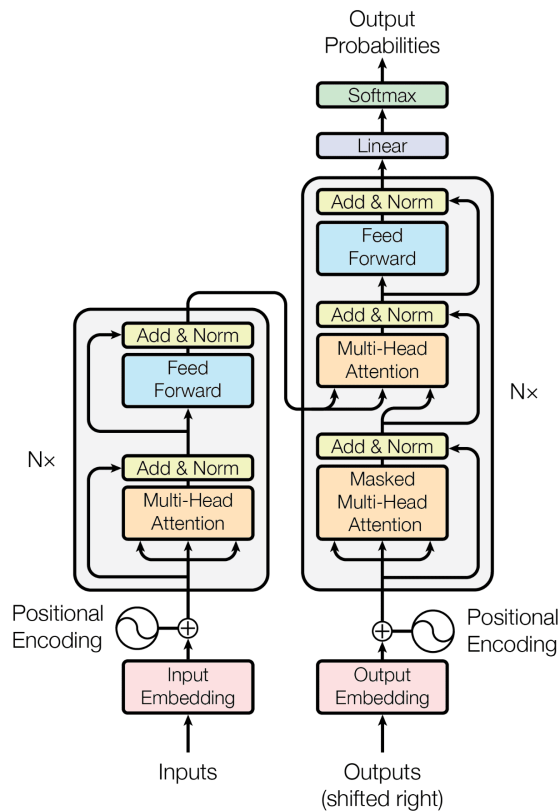 Output
Probabilities
Softmax
Linear
Add & Norm
Feed
Forward
Add & Norm
Multi-Head
Attention
Add & Norm
Masked
Multi-Head
Attention
N×
Add & Norm
Feed
Forward
Add & Norm
Multi-Head
Attention
N×
Positional
Encoding
Input
Embedding
Inputs
Positional
Encoding
Output
Embedding
Outputs
(shifted right)